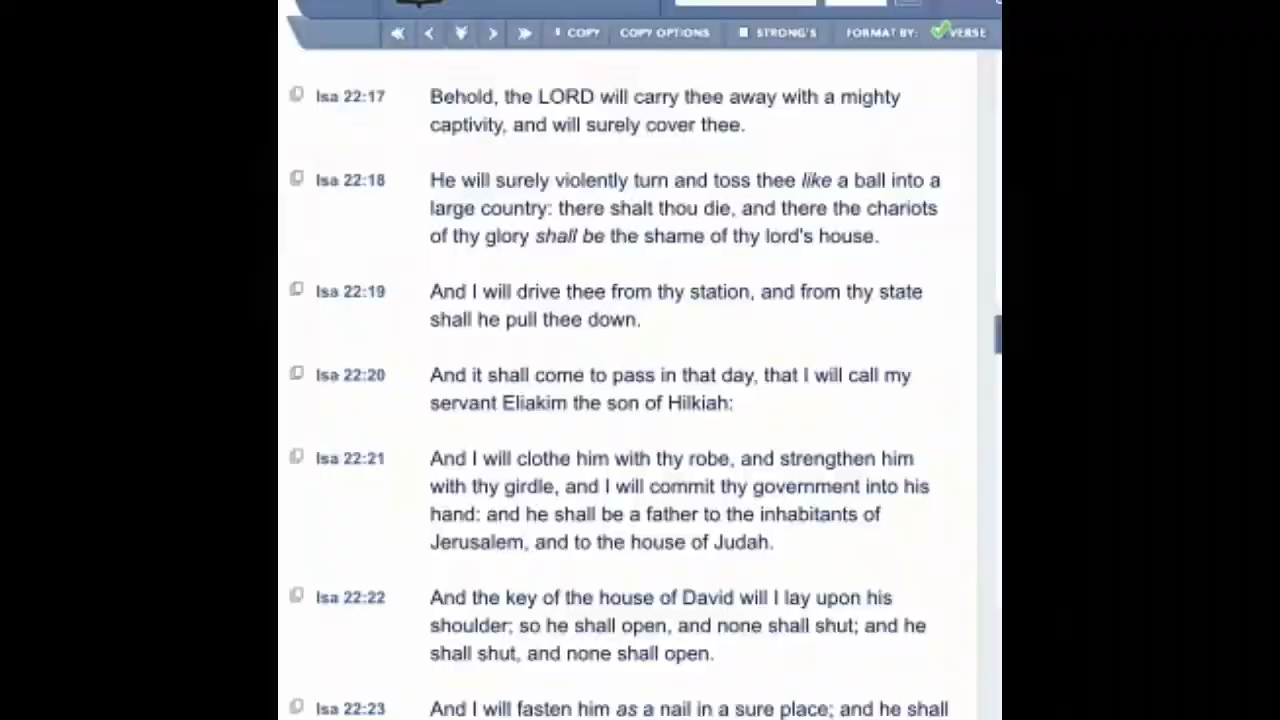 COPY COPY OPTIONS STRONG'S FORMAT BY: VERSE
Isa 22:17 Behold, the LORD will carry thee away with a mighty
captivity, and will surely cover thee.
Isa 22:18 He will surely violently turn and toss thee like a ball into a
large country: there shalt thou die, and there the chariots
of thy glory shall be the shame of thy lord's house.
Isa 22:19 And I will drive thee from thy station, and from thy state
shall he pull thee down.
Isa 22:20 And it shall come to pass in that day, that I will call my
servant Eliakim the son of Hilkiah:
Isa 22:21 And I will clothe him with thy robe, and strengthen him
with thy girdle, and I will commit thy government into his
hand: and he shall be a father to the inhabitants of
Jerusalem, and to the house of Judah.
Isa 22:22 And the key of the house of David will I lay upon his
shoulder; so he shall open, and none shall shut; and he
shall shut, and none shall open.
Isa 22:23 And I will fasten him as a nail in a sure place; and he shall